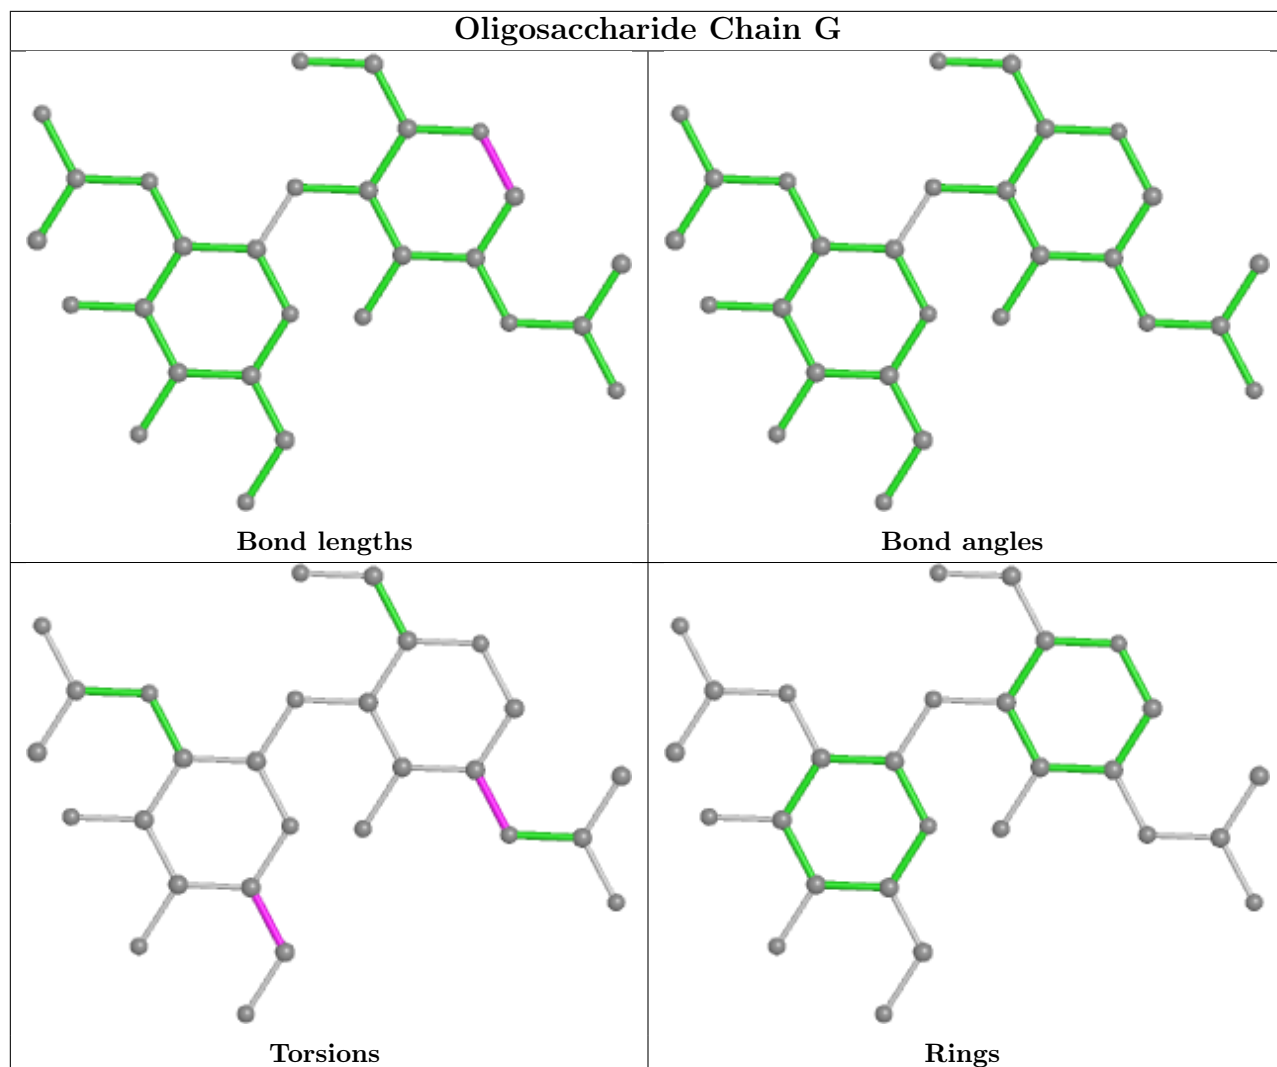 Oligosaccharide Chain G
Bond lengths
Bond angles
Torsions
Rings